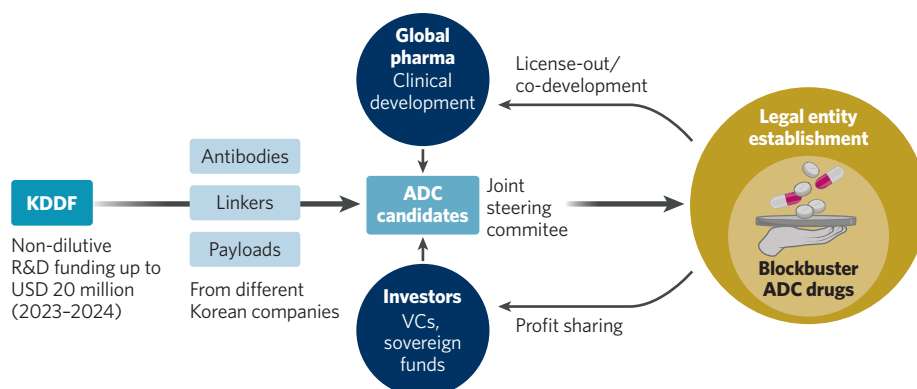 Global
pharma
Clinical
development
License-out/
co-development
Legal entity
establishment
Antibodies
KDDF
Linkers
ADC
candidates
Joint
steering
commitee
Payloads
Non-dilutive
R&D funding up to
USD 20 million
(2023–2024)
From different
Korean companies
Investors
VCs,
sovereign
funds
Profit sharing
Blockbuster
ADC drugs